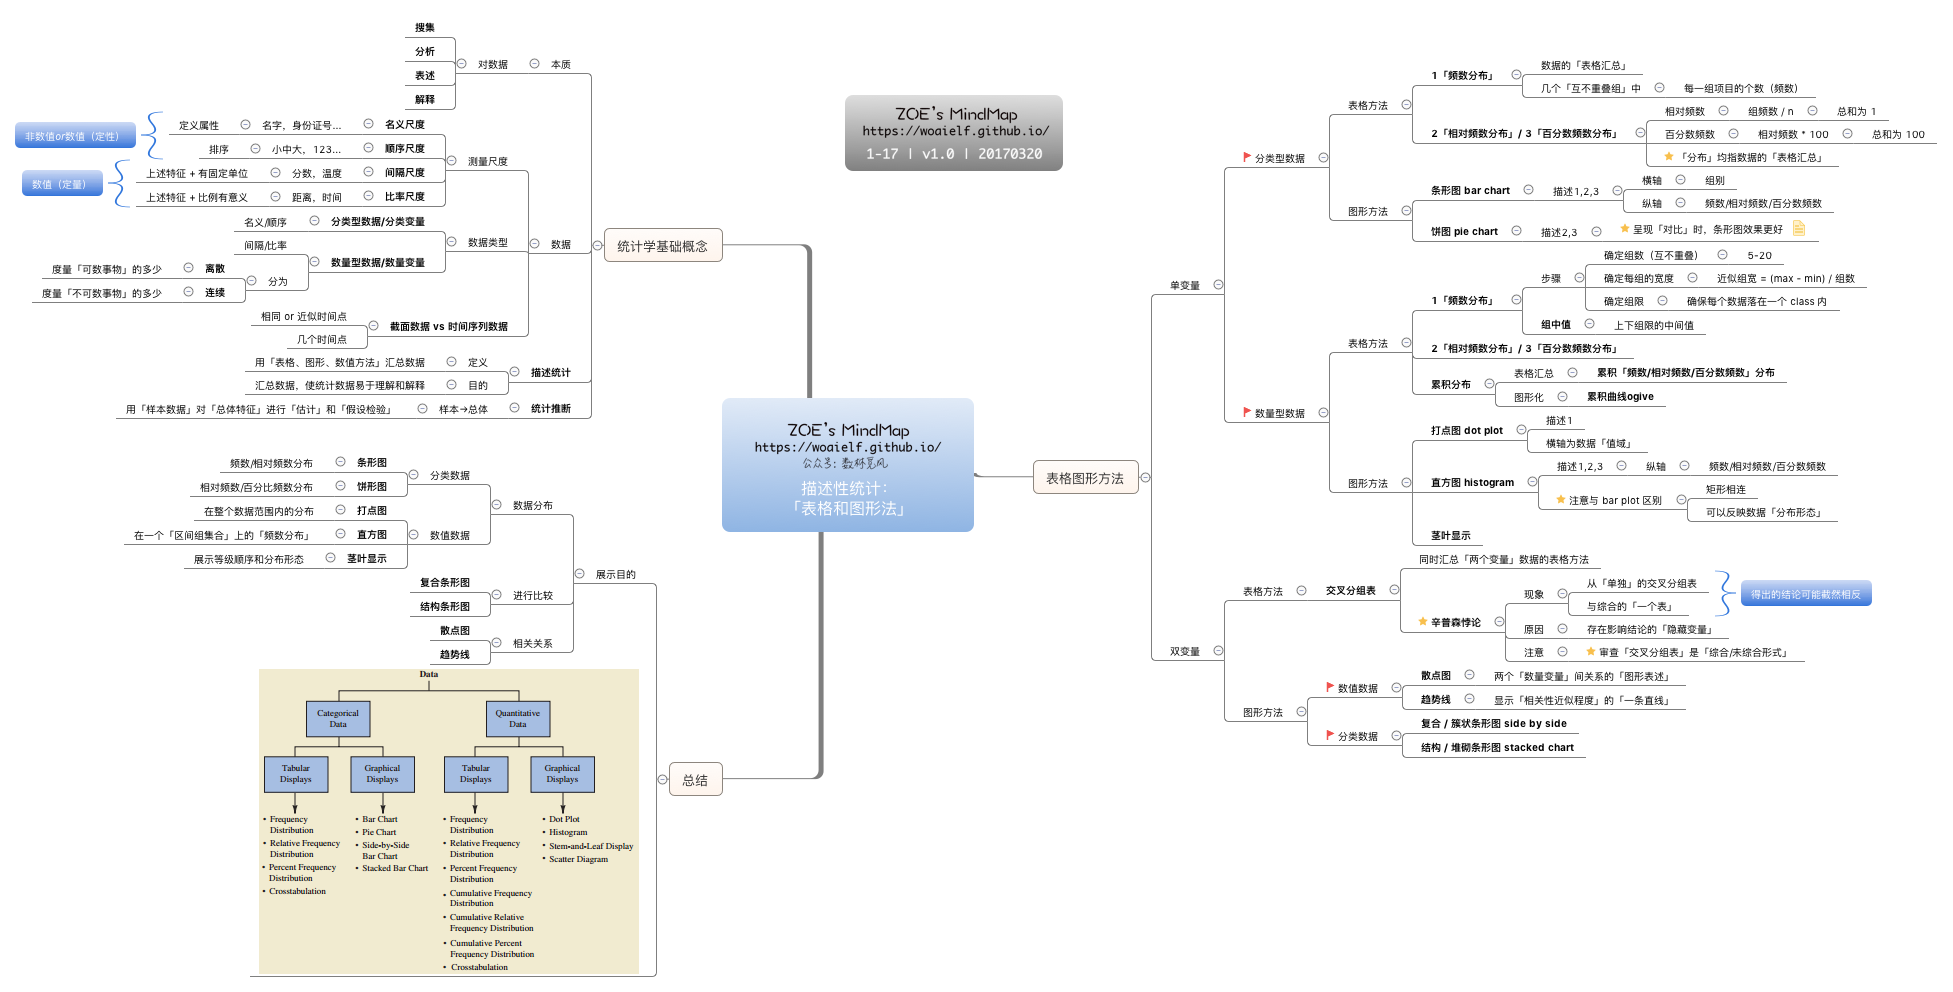 搜集
分析
表述
解释
对数据
本质
非数值or数值（定性）
定义属性
名字，身份证号...
名义尺度
排序
小中大，123...
顺序尺度
数值（定量）
上述特征 + 有固定单位
分数，温度
间隔尺度
上述特征 + 比例有意义
距离，时间
比率尺度
测量尺度
名义/顺序
分类型数据/分类变量
间隔/比率
数量型数据/数量变量
度量「可数事物」的多少
离散
度量「不可数事物」的多少
连续
分为
数据类型
数据
相同 or 近似时间点
几个时间点
截面数据 vs 时间序列数据
用「表格、图形、数值方法」汇总数据
定义
汇总数据，使统计数据易于理解和解释
目的
描述统计
用「样本数据」对「总体特征」进行「估计」和「假设检验」
样本→总体
统计推断
统计学基础概念
ZOE's MindMap
https://woaielf.github.io/
1-17 | v1.0 | 20170320
ZOE's MindMap
https://woaielf.github.io/
公众号：数林觅风
描述性统计：
「表格和图形法」
频数/相对频数分布
条形图
相对频数/百分比频数分布
饼形图
分类数据
在整个数据范围内的分布
打点图
在一个「区间组集合」上的「频数分布」
直方图
展示等级顺序和分布形态
茎叶显示
数值数据
数据分布
复合条形图
结构条形图
进行比较
散点图
趋势线
相关关系
展示目的
总结
Data
Categorical
Data
Quantitative
Data
Tabular
Displays
Graphical
Displays
Tabular
Displays
Graphical
Displays
• Frequency
Distribution
• Relative Frequency
Distribution
• Percent Frequency
Distribution
• Crosstabulation
• Bar Chart
• Pie Chart
• Side-by-Side
Bar Chart
• Stacked Bar Chart
• Frequency
Distribution
• Relative Frequency
Distribution
• Percent Frequency
Distribution
• Cumulative Frequency
Distribution
• Cumulative Relative
Frequency Distribution
• Cumulative Percent
Frequency Distribution
• Crosstabulation
• Dot Plot
• Histogram
• Stem-and-Leaf Display
• Scatter Diagram
表格图形方法
单变量
分类型数据
表格方法
1「频数分布」
数据的「表格汇总」
几个「互不重叠组」中
每一组项目的个数（频数）
2「相对频数分布」/ 3「百分数频数分布」
相对频数
组频数 / n
总和为 1
百分数频数
相对频数 * 100
总和为 100
「分布」均指数据的「表格汇总」
图形方法
条形图 bar chart
描述1,2,3
横轴
组别
纵轴
频数/相对频数/百分数频数
饼图 pie chart
描述2,3
呈现「对比」时，条形图效果更好
数量型数据
表格方法
1「频数分布」
步骤
确定组数（互不重叠）
5-20
确定每组的宽度
近似组宽 = (max - min) / 组数
确定组限
确保每个数据落在一个 class 内
组中值
上下组限的中间值
2「相对频数分布」/ 3「百分数频数分布」
累积分布
表格汇总
累积「频数/相对频数/百分数频数」分布
图形化
累积曲线ogive
图形方法
打点图 dot plot
描述1
横轴为数据「值域」
直方图 histogram
描述1,2,3
纵轴
频数/相对频数/百分数频数
注意与 bar plot 区别
矩形相连
可以反映数据「分布形态」
茎叶显示
双变量
表格方法
交叉分组表
同时汇总「两个变量」数据的表格方法
辛普森悖论
现象
从「单独」的交叉分组表
与综合的「一个表」
得出的结论可能截然相反
原因
存在影响结论的「隐藏变量」
注意
审查「交叉分组表」是「综合/未综合形式」
图形方法
数值数据
散点图
两个「数量变量」间关系的「图形表述」
趋势线
显示「相关性近似程度」的「一条直线」
分类数据
复合 / 簇状条形图 side by side
结构 / 堆砌条形图 stacked chart